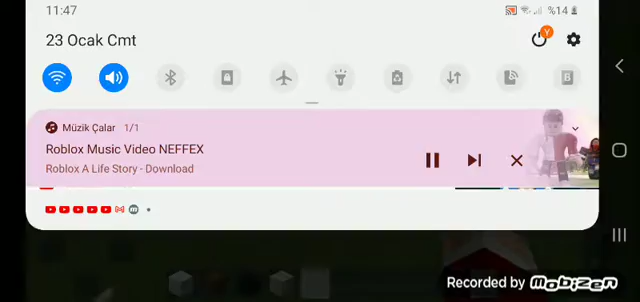 11:47
%14
23 Ocak Cmt
Y
Müzik Çalar 1/1
Roblox Music Video NEFFEX
Roblox A Life Story - Download
Recorded by Mobizen